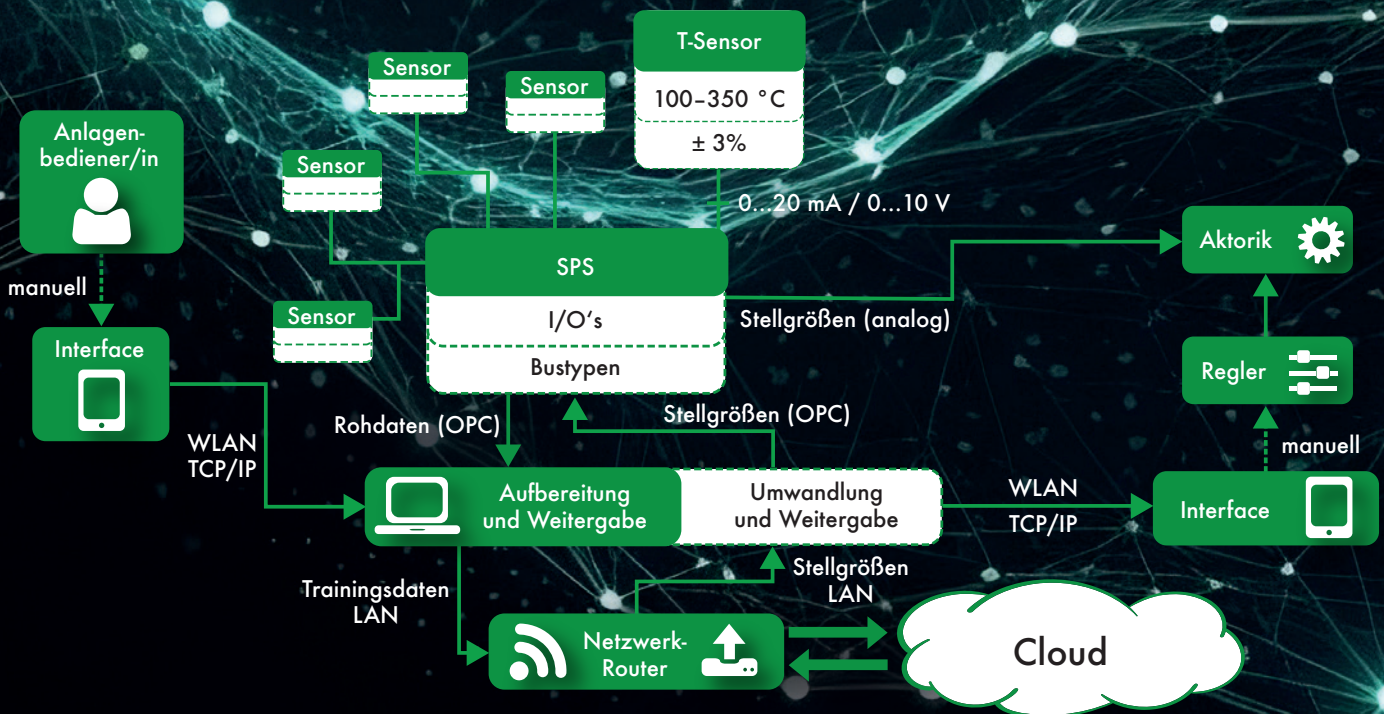 T-Sensor
100–350 °C
± 3%
Sensor
Sensor
Sensor
Sensor
Anlagen-
bediener/in
manuell
Interface
0...20 mA / 0...10 V
SPS
I/O‘s
Bustypen
Stellgrößen (analog)
Aktorik
Regler
manuell
Rohdaten (OPC)
Stellgrößen (OPC)
WLAN
TCP/IP
Aufbereitung
und Weitergabe
Umwandlung
und Weitergabe
WLAN
TCP/IP
Interface
Trainingsdaten
LAN
Stellgrößen
LAN
Netzwerk-
Router
Cloud